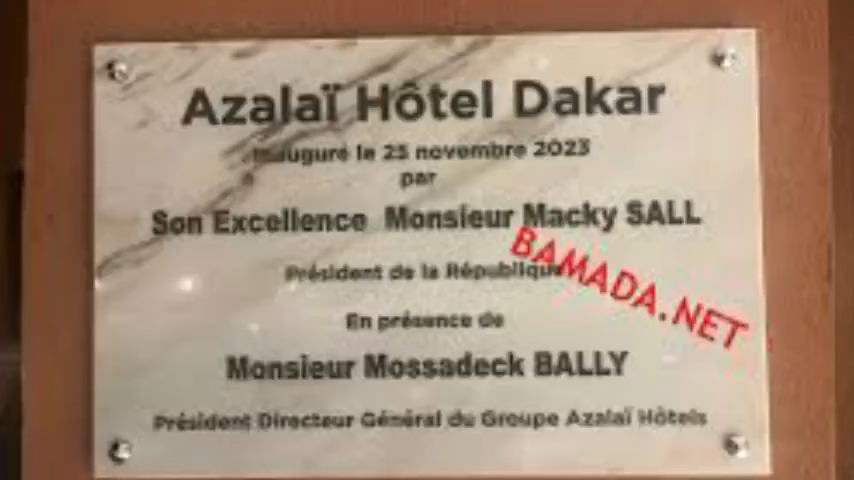 Azalaï Hôtel Dakar
Inauguré le 25 novembre 2023
par
Son Excellence Monsieur Macky SALL
Président de la République
BAMADA.NET
En présence de
Monsieur Mossadeck BALLY
Président Directeur Général du Groupe Azalaï Hôtels